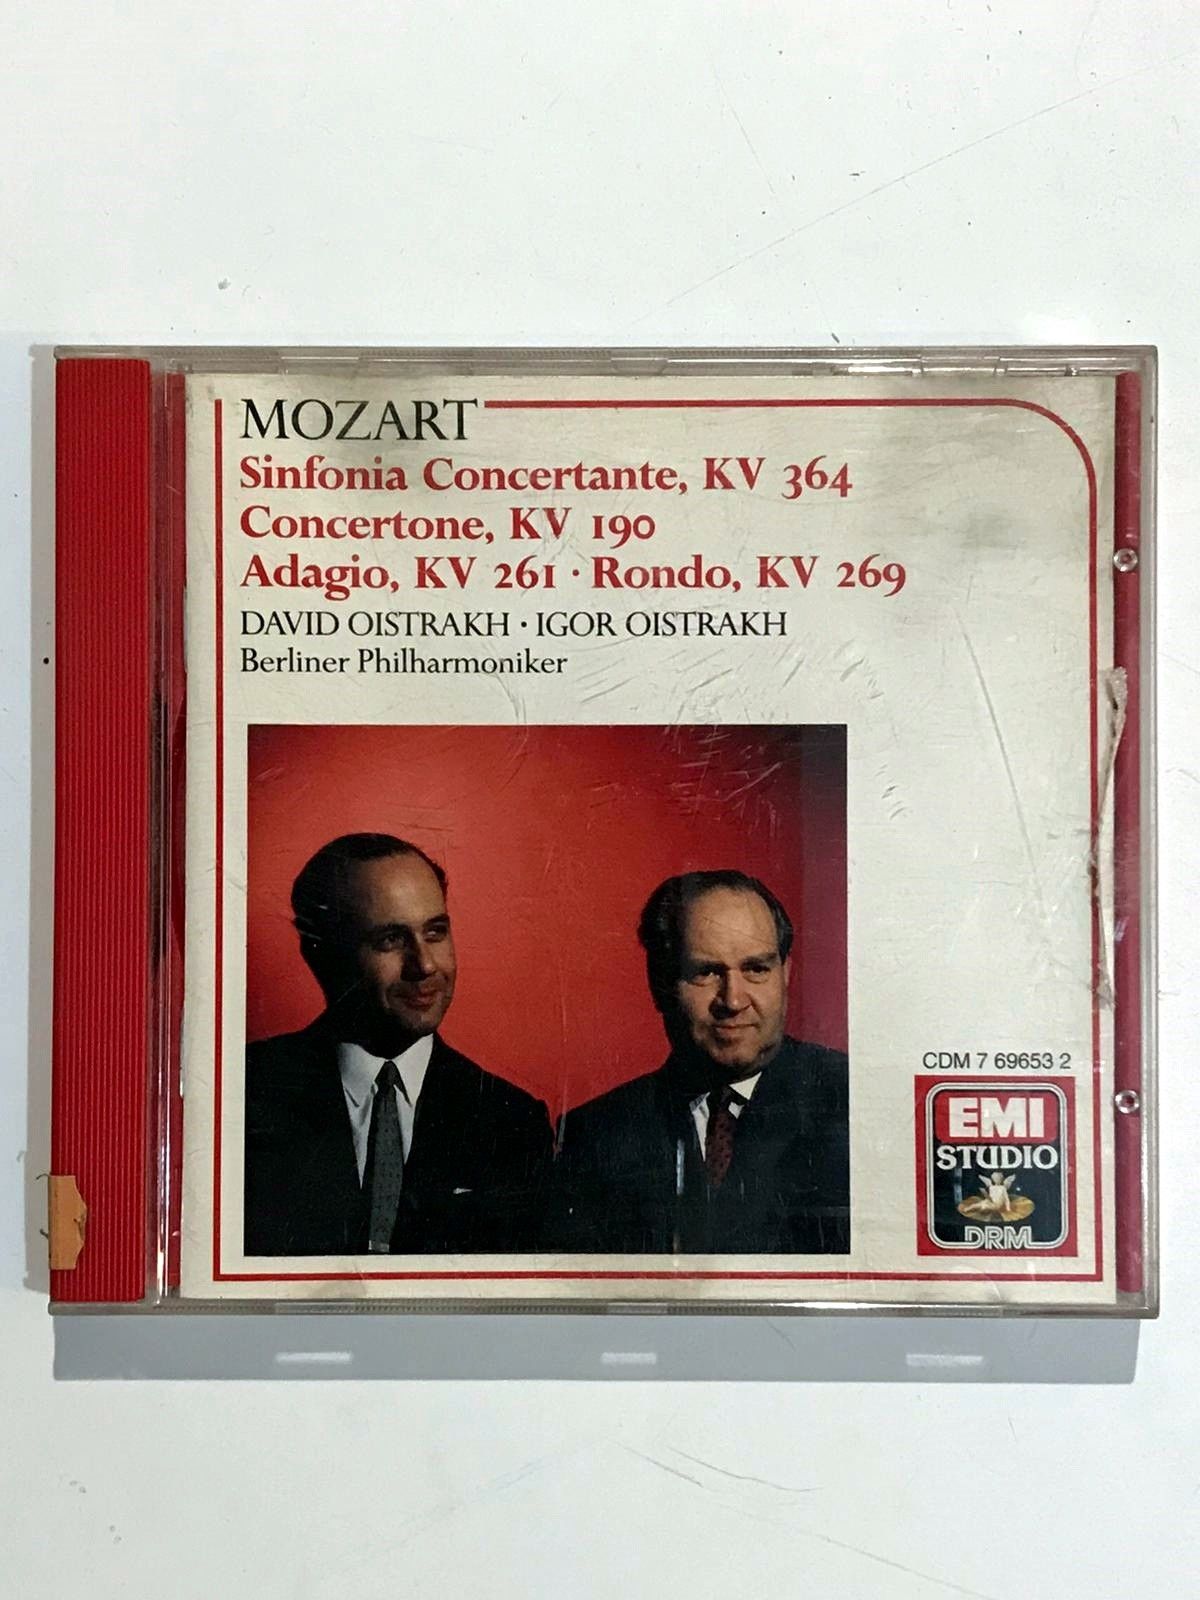 MOZART
Sinfonia Concertante, KV 364
Concertone, KV 190
Adagio, KV 261 · Rondo, KV 269
DAVID OISTRAKH · IGOR OISTRAKH
Berliner Philharmoniker
CDM 7 69653 2
EMI
STUDIO
DRM